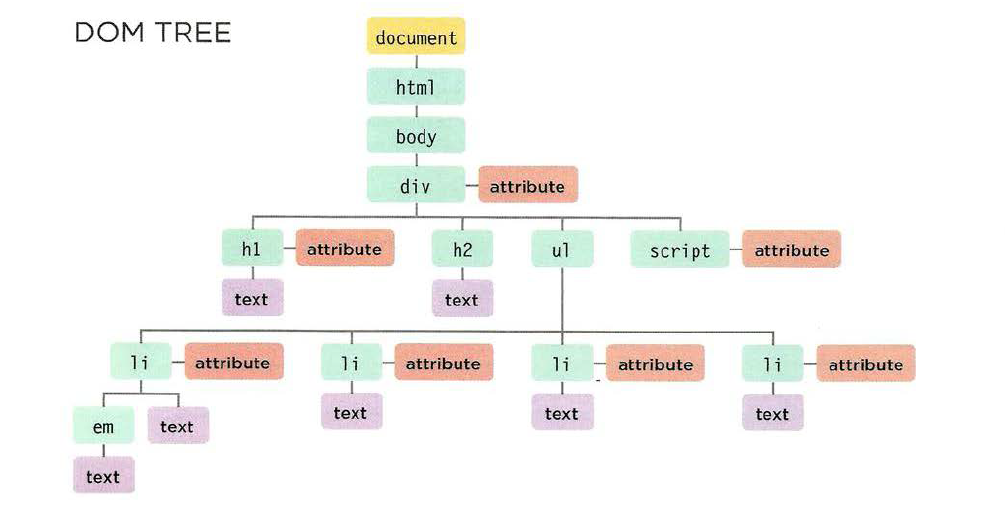 DOM TREE
document
html
body
div attribute
h1 attribute h2 ul script attribute
text text
li attribute li attribute li attribute li attribute
text text text
em text
text